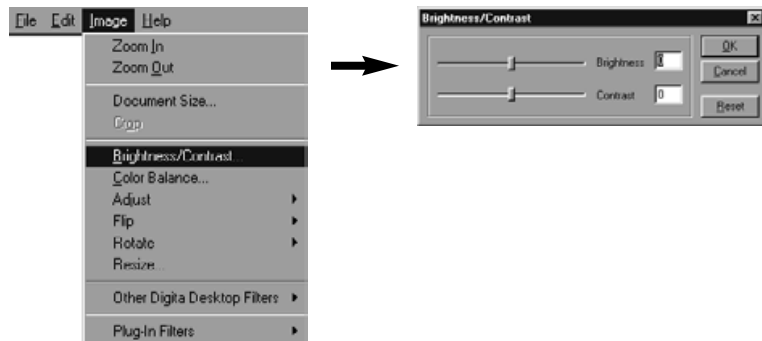 File Edit Image Help
Zoom In
Zoom Out
Document Size...
Crop
Brightness/Contrast...
Color Balance...
Adjust
Flip
Rotate
Resize...
Other Digita Desktop Filters
Plug-In Filters
Brightness/Contrast
Brightness 0
Contrast 0
OK
Cancel
Reset